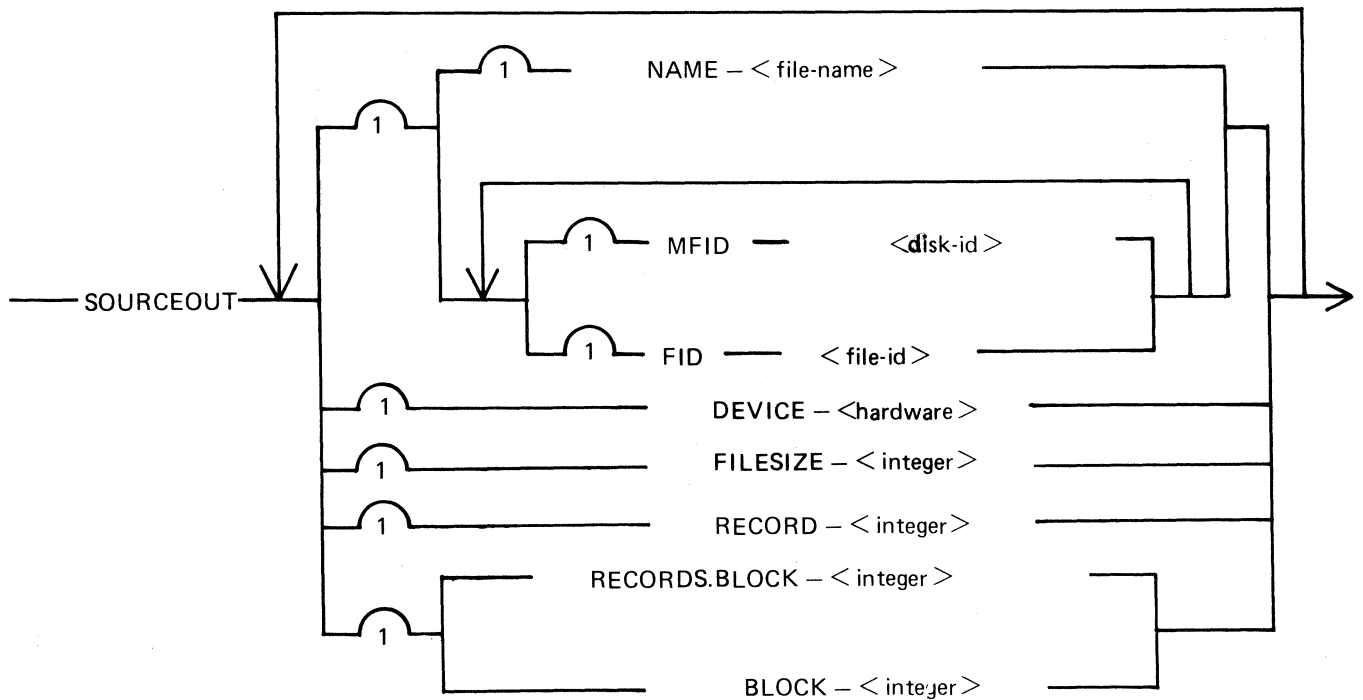 1 NAME – <file-name>
1
1 MFID — <disk-id>
SOURCEOUT
1 FID — <file-id>
1 DEVICE – <hardware>
1 FILESIZE – <integer>
1 RECORD – <integer>
RECORDS.BLOCK – <integer>
1
BLOCK – <integer>